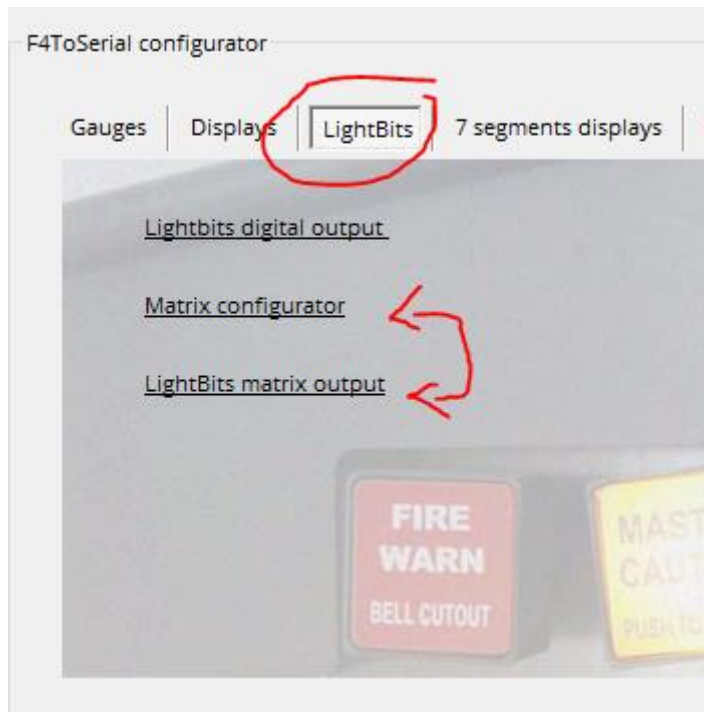 F4ToSerial configurator
Gauges Displays LightBits 7 segments displays
Lightbits digital output
Matrix configurator
LightBits matrix output
FIRE
WARN
BELL CUTOUT